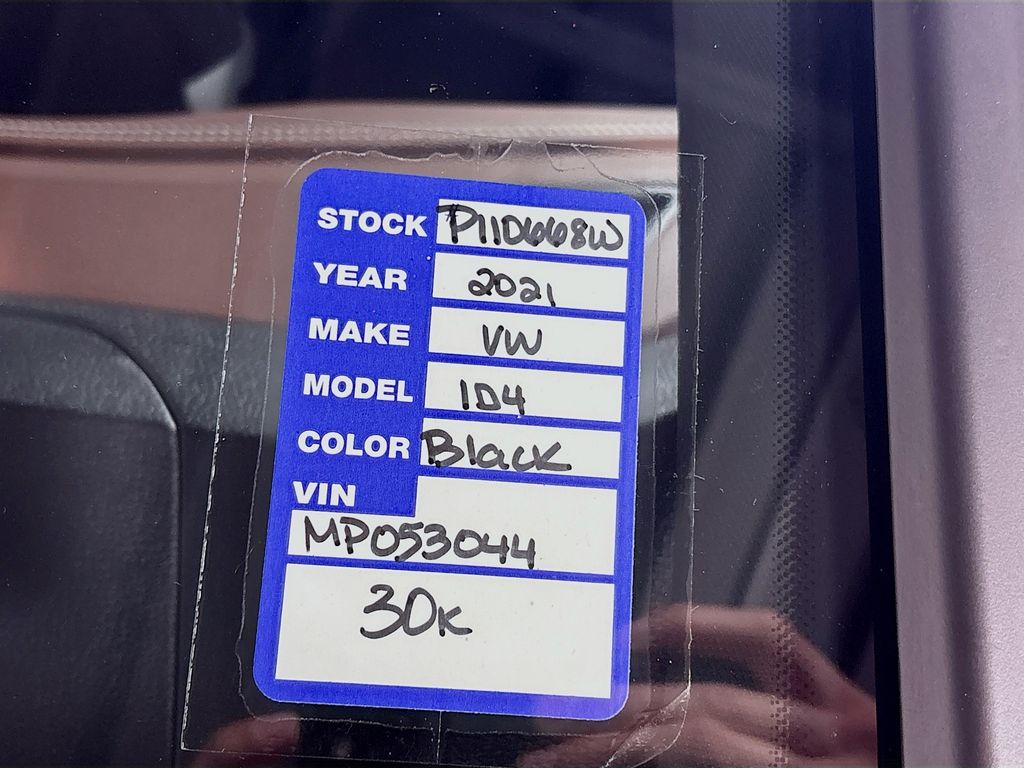 STOCK #P11D668W
YEAR 2021
MAKE VW
MODEL ID4
COLOR Black
VIN
MP053044
30K